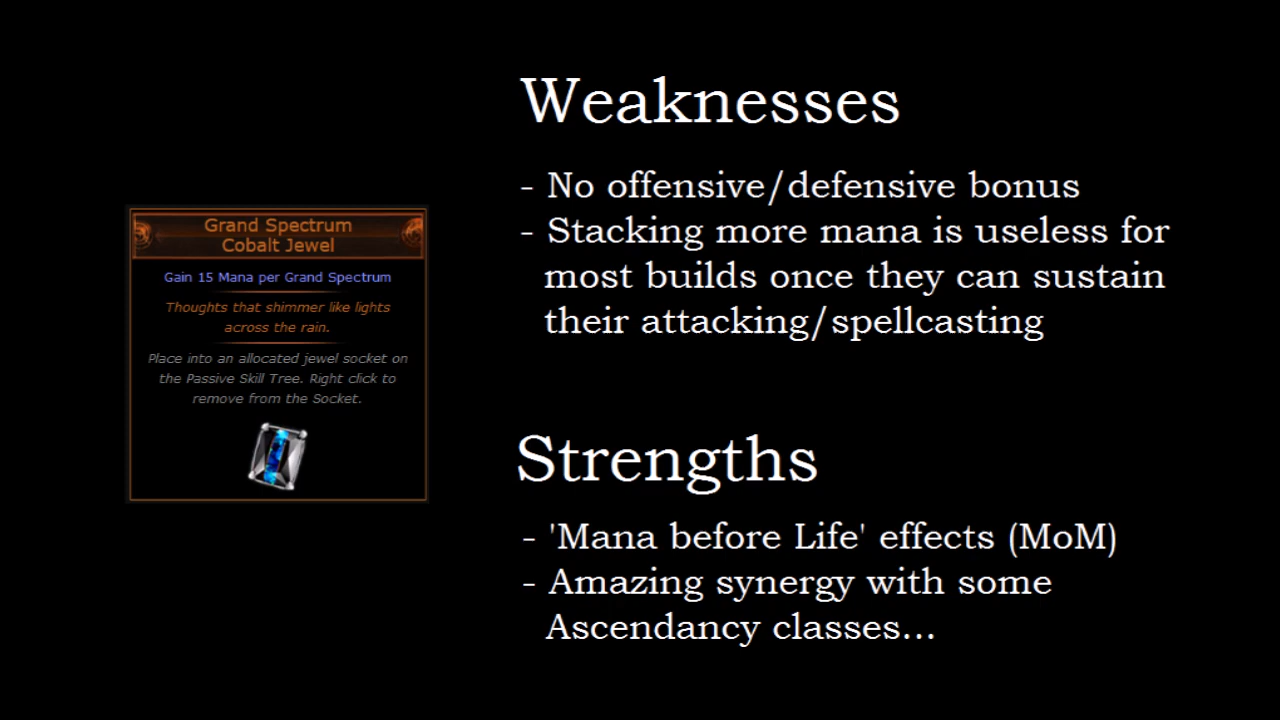 Weaknesses
- No offensive/defensive bonus
- Stacking more mana is useless for
most builds once they can sustain
their attacking/spellcasting
Grand Spectrum
Cobalt Jewel
Gain 15 Mana per Grand Spectrum
Thoughts that shimmer like lights
across the rain.
Place into an allocated jewel socket on
the Passive Skill Tree. Right click to
remove from the Socket.
Strengths
- 'Mana before Life' effects (MoM)
- Amazing synergy with some
Ascendancy classes...